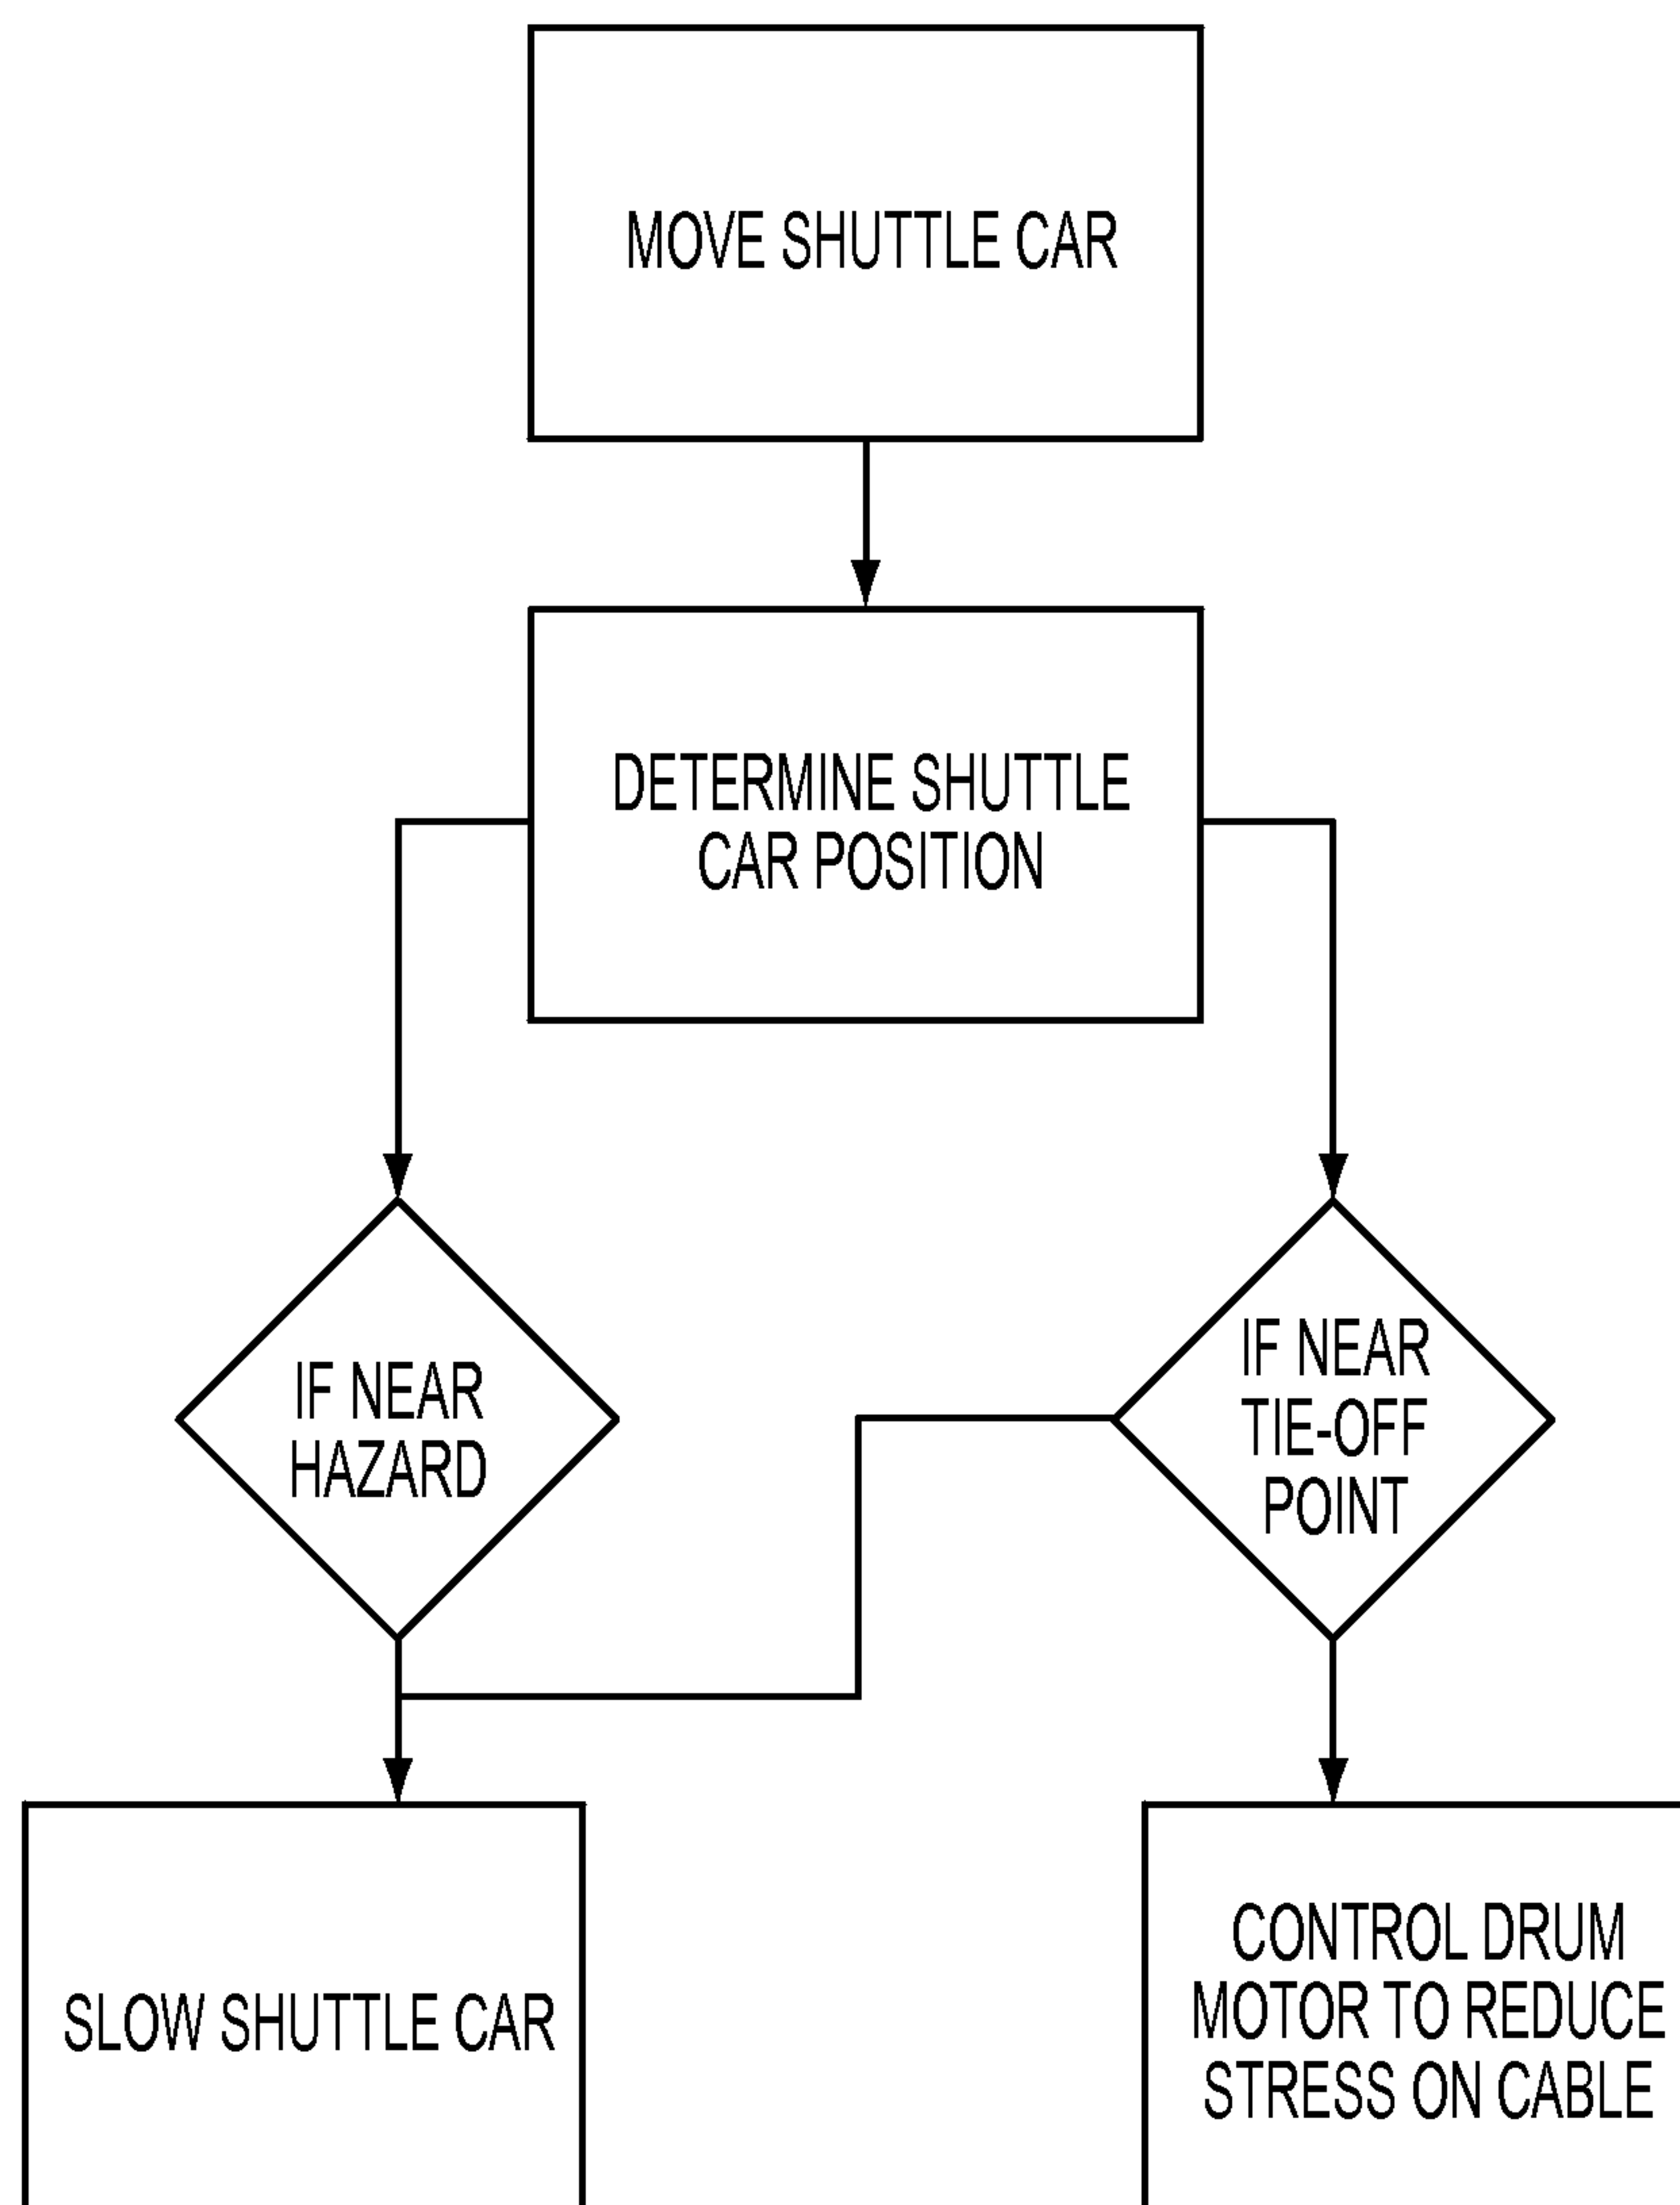 MOVE SHUTTLE CAR
DETERMINE SHUTTLE
CAR POSITION
IF NEAR
HAZARD
IF NEAR
TIE-OFF
POINT
SLOW SHUTTLE CAR
CONTROL DRUM
MOTOR TO REDUCE
STRESS ON CABLE